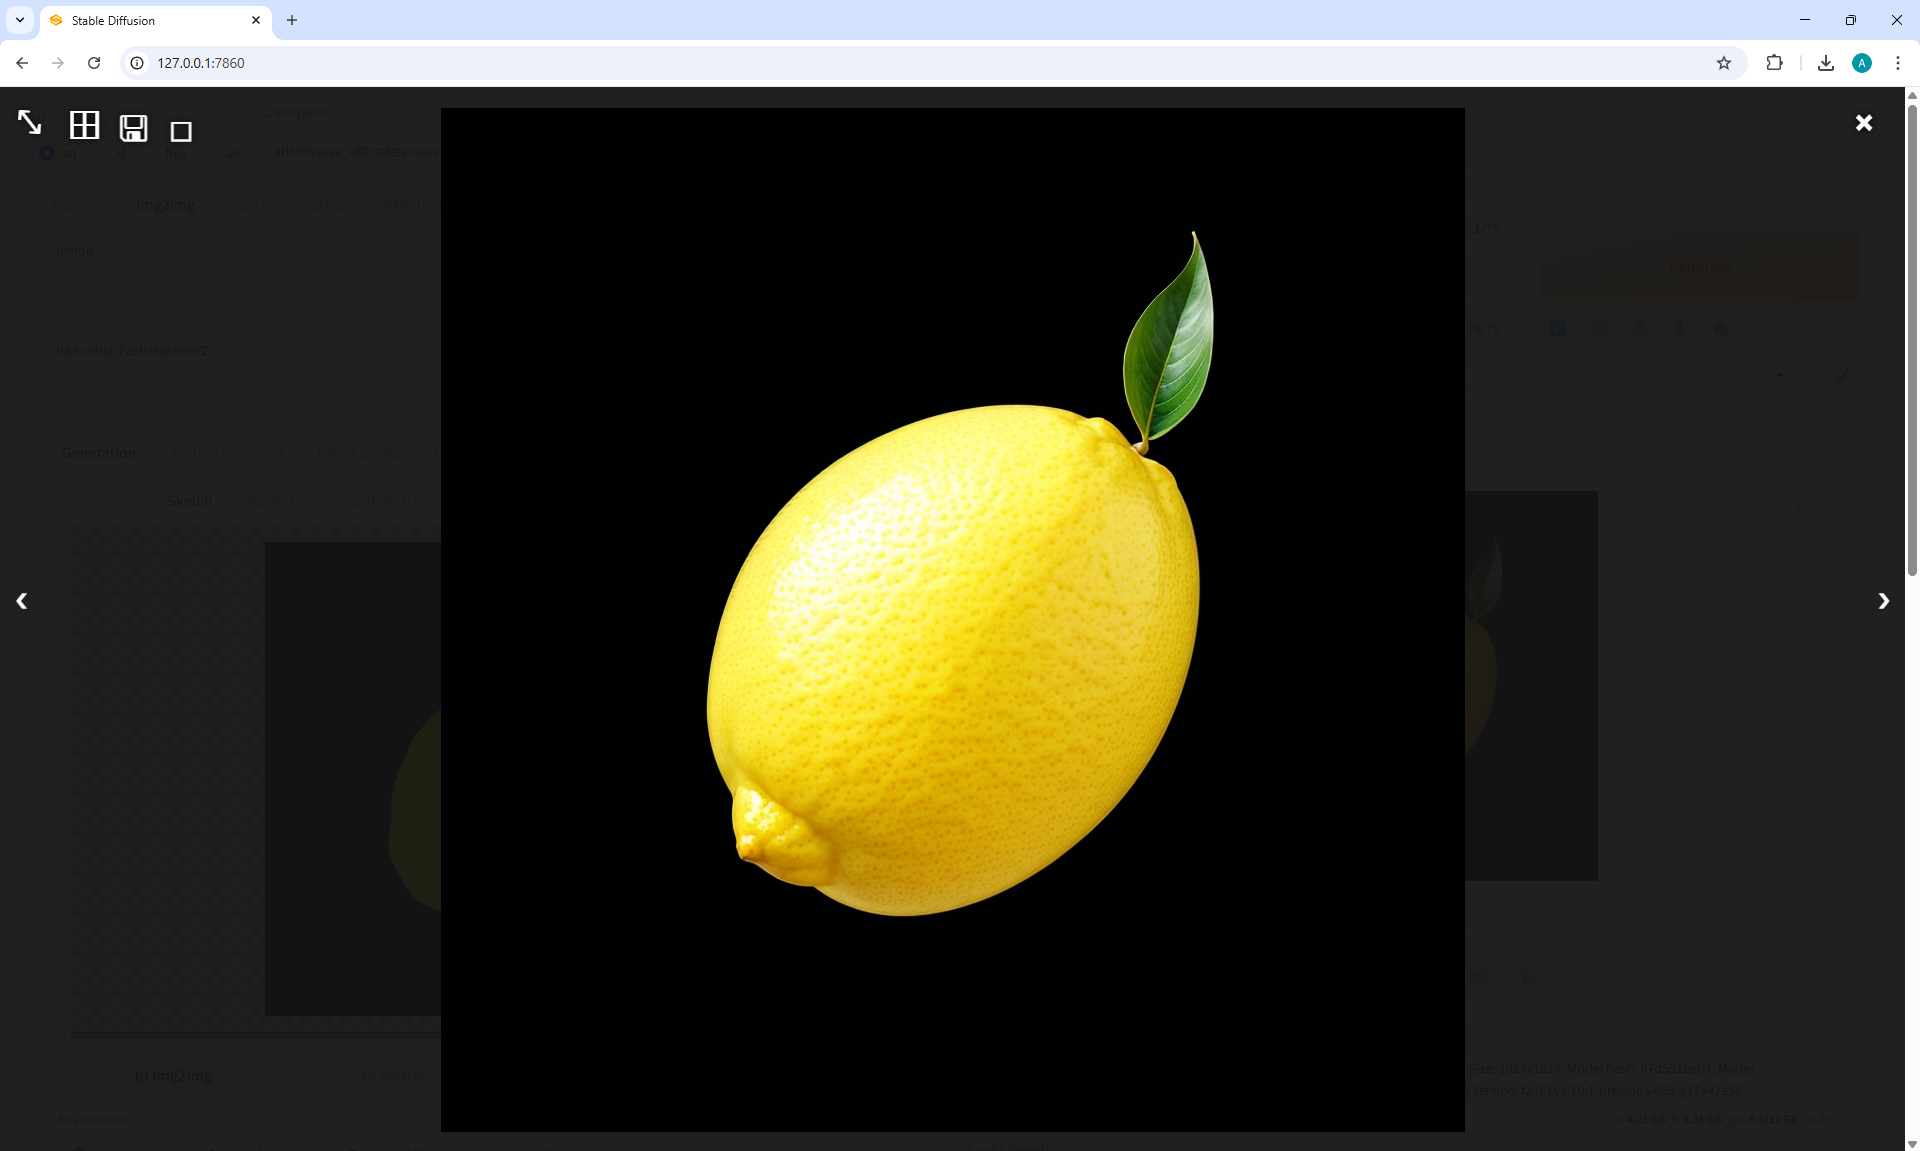 Stable Diffusion
127.0.0.1:7860
Checkpoint
sd xl flux all artUniverse_v80.safetensors
Txt2img Img2img Spaces Extras PNG Info
lemon
1/75
Generate
bad-artist, FastNegativeV2
70/75
Generation Textual Inversion Checkpoints
img2img Sketch Inpaint Inpaint sketch
to img2img to sketch
Size: 1024x1024, Model hash: 67d531eeb4, Model:
Version: f2.0.1v1.10.1-previous-663-g17a42e58
Resize mode